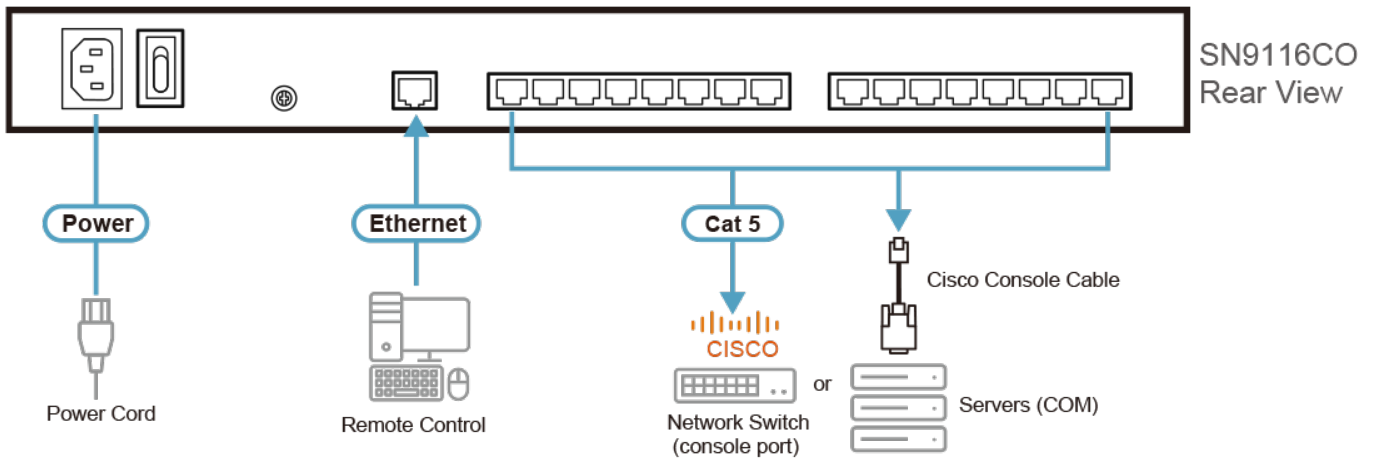 SN9116CO
Rear View
Power
Ethernet
Cat 5
Cisco Console Cable
CISCO
or
Power Cord
Remote Control
Network Switch
(console port)
Servers (COM)